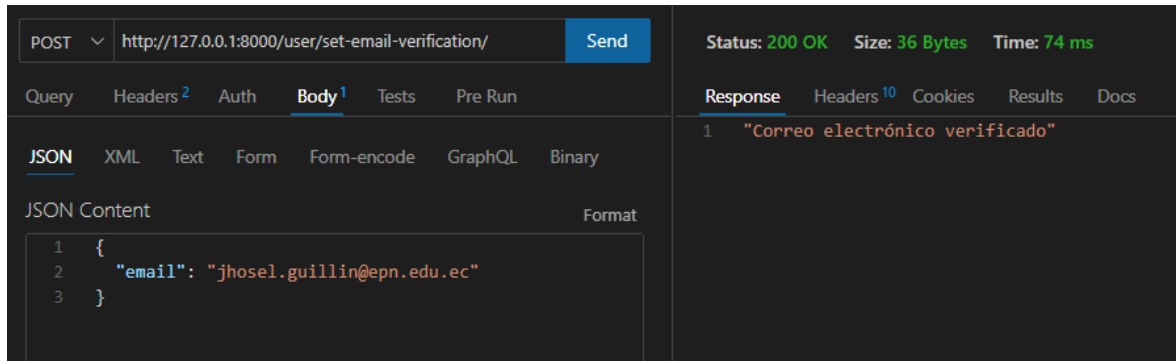 POST http://127.0.0.1:8000/user/set-email-verification/ Send
Query Headers 2 Auth Body 1 Tests Pre Run
JSON XML Text Form Form-encode GraphQL Binary
JSON Content Format
1 {
2 "email": "jhosel.guillin@epn.edu.ec"
3 }
Status: 200 OK Size: 36 Bytes Time: 74 ms
Response Headers 10 Cookies Results Docs
1 "Correo electrónico verificado"